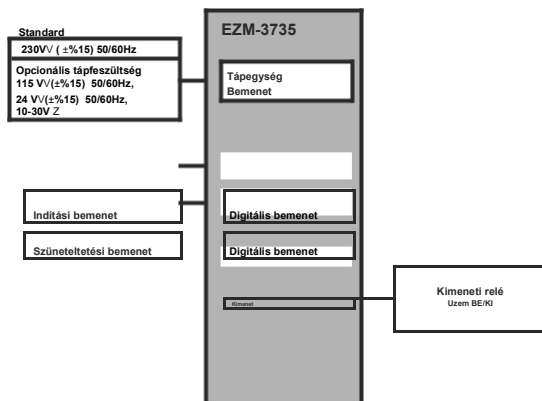 Standard
230VV ( ±%15) 50/60Hz
Opcionális tápfeszültség
115 VV(±%15) 50/60Hz,
24 VV(±%15) 50/60Hz,
10-30V Z
EZM-3735
Tápegység
Bemenet
Indítási bemenet
Digitális bemenet
Szüneteltetési bemenet
Digitális bemenet
Kimenet
Kimeneti relé
Uzem BE/KI